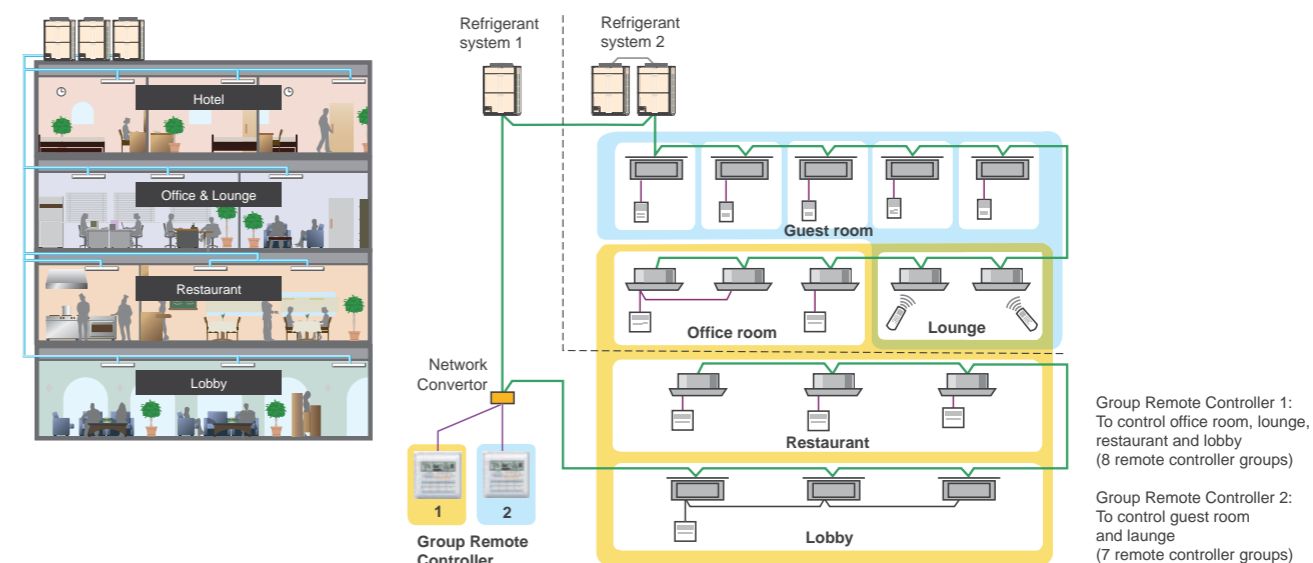 Hotel
Office & Lounge
Restaurant
Lobby
Refrigerant
system 1
Refrigerant
system 2
Guest room
Office room
Lounge
Restaurant
Lobby
Network
Convertor
1
2
Group Remote
Controller
Group Remote Controller 1:
To control office room, lounge,
restaurant and lobby
(8 remote controller groups)
Group Remote Controller 2:
To control guest room
and launge
(7 remote controller groups)